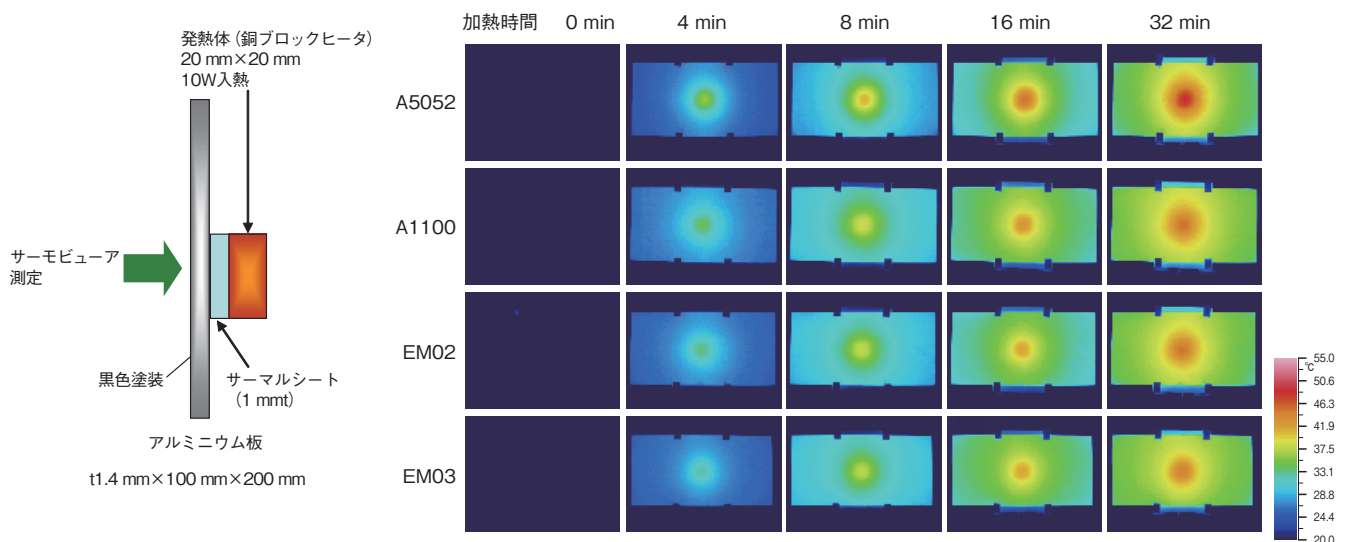 発熱体（銅ブロックヒータ）
20 mm×20 mm
10W入熱
サーモビューア
測定
黒色塗装
サーマルシート
（1 mmt）
アルミニウム板
t1.4 mm×100 mm×200 mm
加熱時間 0 min 4 min 8 min 16 min 32 min
A5052
A1100
EM02
EM03
55.0
℃
50.6
46.3
41.9
37.5
33.1
28.8
24.4
20.0